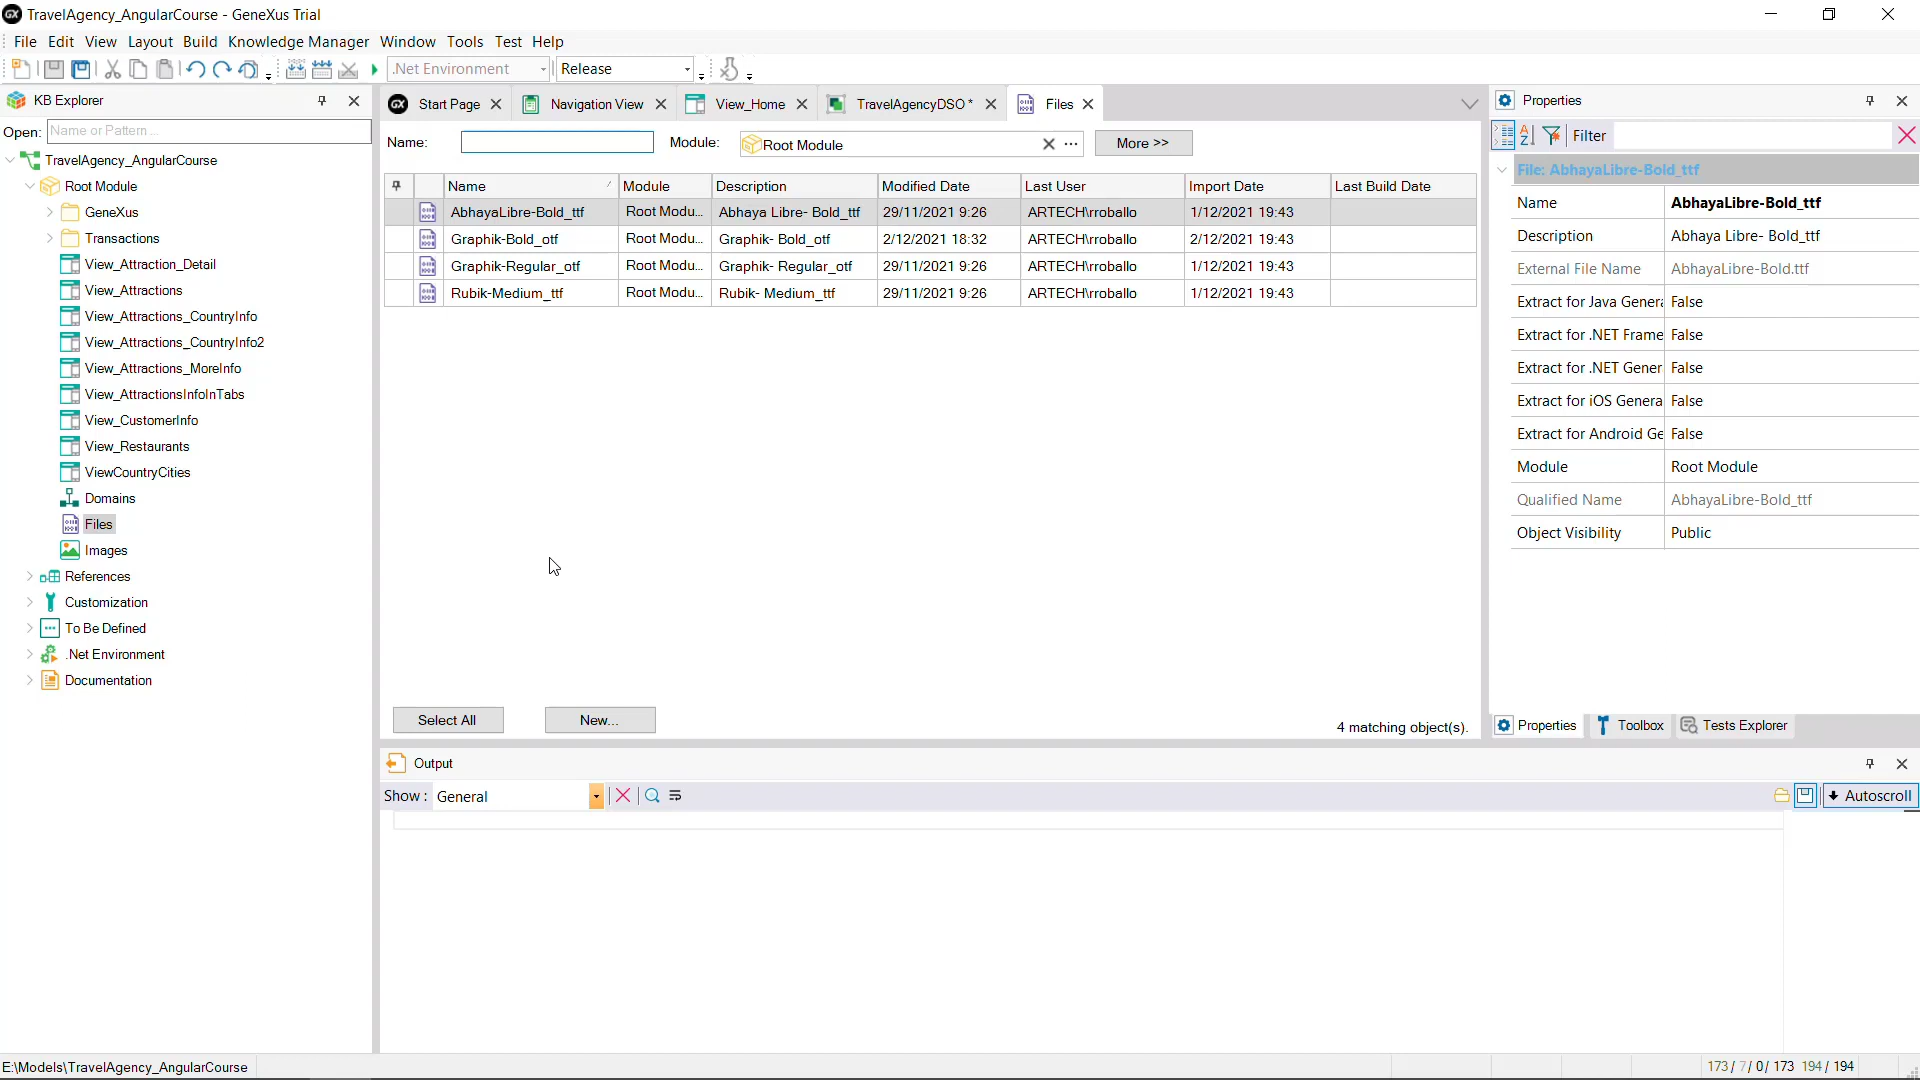 TravelAgency_AngularCourse - GeneXus Trial
File Edit View Layout Build Knowledge Manager Window Tools Test Help
.Net Environment Release
KB Explorer
Open: Name or Pattern ...
TravelAgency_AngularCourse
Root Module
GeneXus
Transactions
View_Attraction_Detail
View_Attractions
View_Attractions_CountryInfo
View_Attractions_CountryInfo2
View_Attractions_MoreInfo
View_AttractionsInfoInTabs
View_CustomerInfo
View_Restaurants
ViewCountryCities
Domains
Files
Images
References
Customization
To Be Defined
.Net Environment
Documentation
Start Page Navigation View View_Home TravelAgencyDSO * Files
Name: Module: Root Module More >>
Name Module Description Modified Date Last User Import Date Last Build Date
AbhayaLibre-Bold_ttf Root Modu... Abhaya Libre- Bold_ttf 29/11/2021 9:26 ARTECH\rroballo 1/12/2021 19:43
Graphik-Bold_otf Root Modu... Graphik- Bold_otf 2/12/2021 18:32 ARTECH\rroballo 2/12/2021 19:43
Graphik-Regular_otf Root Modu... Graphik- Regular_otf 29/11/2021 9:26 ARTECH\rroballo 1/12/2021 19:43
Rubik-Medium_ttf Root Modu... Rubik- Medium_ttf 29/11/2021 9:26 ARTECH\rroballo 1/12/2021 19:43
Select All New... 4 matching object(s).
Properties
Filter
File: AbhayaLibre-Bold_ttf
Name AbhayaLibre-Bold_ttf
Description Abhaya Libre- Bold_ttf
External File Name AbhayaLibre-Bold.ttf
Extract for Java Genera False
Extract for .NET Frame False
Extract for .NET Gener False
Extract for iOS Genera False
Extract for Android Ge False
Module Root Module
Qualified Name AbhayaLibre-Bold_ttf
Object Visibility Public
Properties Toolbox Tests Explorer
Output
Show : General Autoscroll
E:\Models\TravelAgency_AngularCourse 173/ 7/ 0/ 173 194 / 194